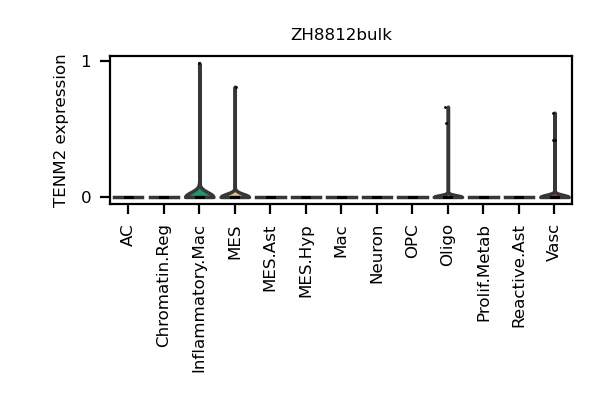 ZH8812bulk
TENM2 expression
1
0
AC
Chromatin.Reg
Inflammatory.Mac
MES
MES.Ast
MES.Hyp
Mac
Neuron
OPC
Oligo
Prolif.Metab
Reactive.Ast
Vasc